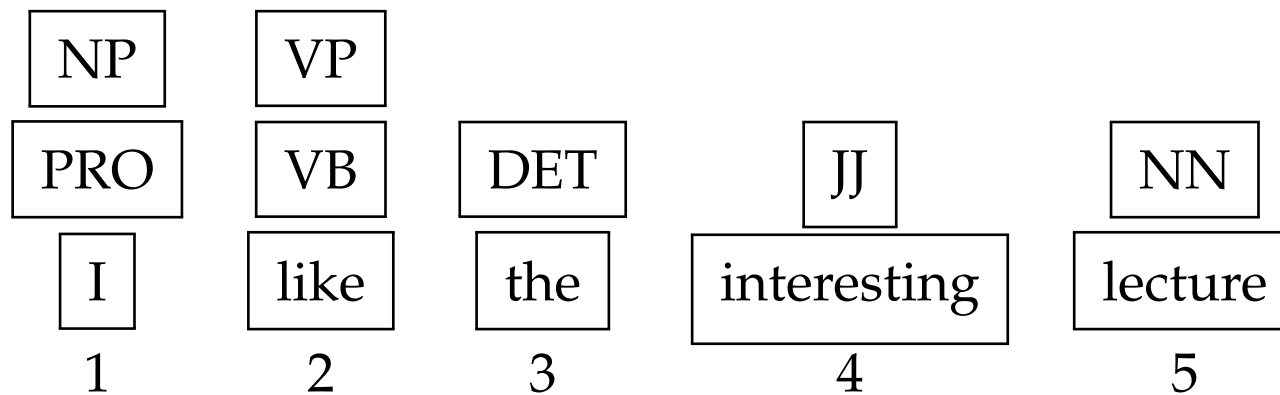 NP VP
PRO VB DET JJ NN
I like the interesting lecture
1 2 3 4 5